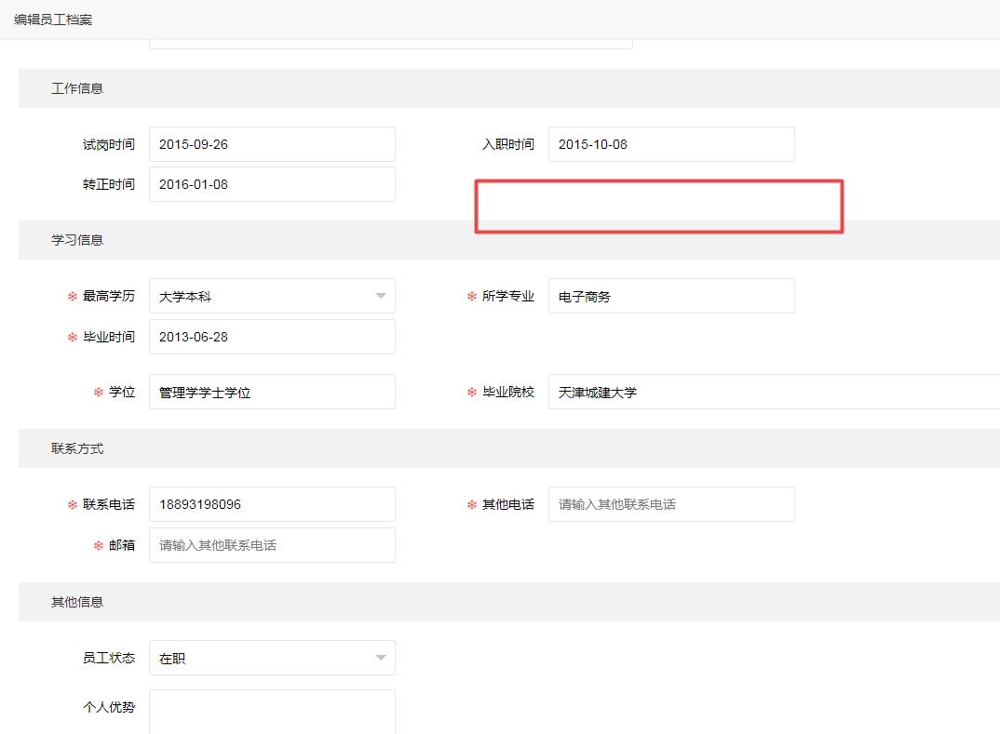 编辑员工档案
工作信息
试岗时间 2015-09-26 入职时间 2015-10-08
转正时间 2016-01-08
学习信息
※ 最高学历 大学本科 ※ 所学专业 电子商务
※ 毕业时间 2013-06-28
※ 学位 管理学学士学位 ※ 毕业院校 天津城建大学
联系方式
※ 联系电话 18893198096 ※ 其他电话 请输入其他联系电话
※ 邮箱 请输入其他联系电话
其他信息
员工状态 在职
个人优势